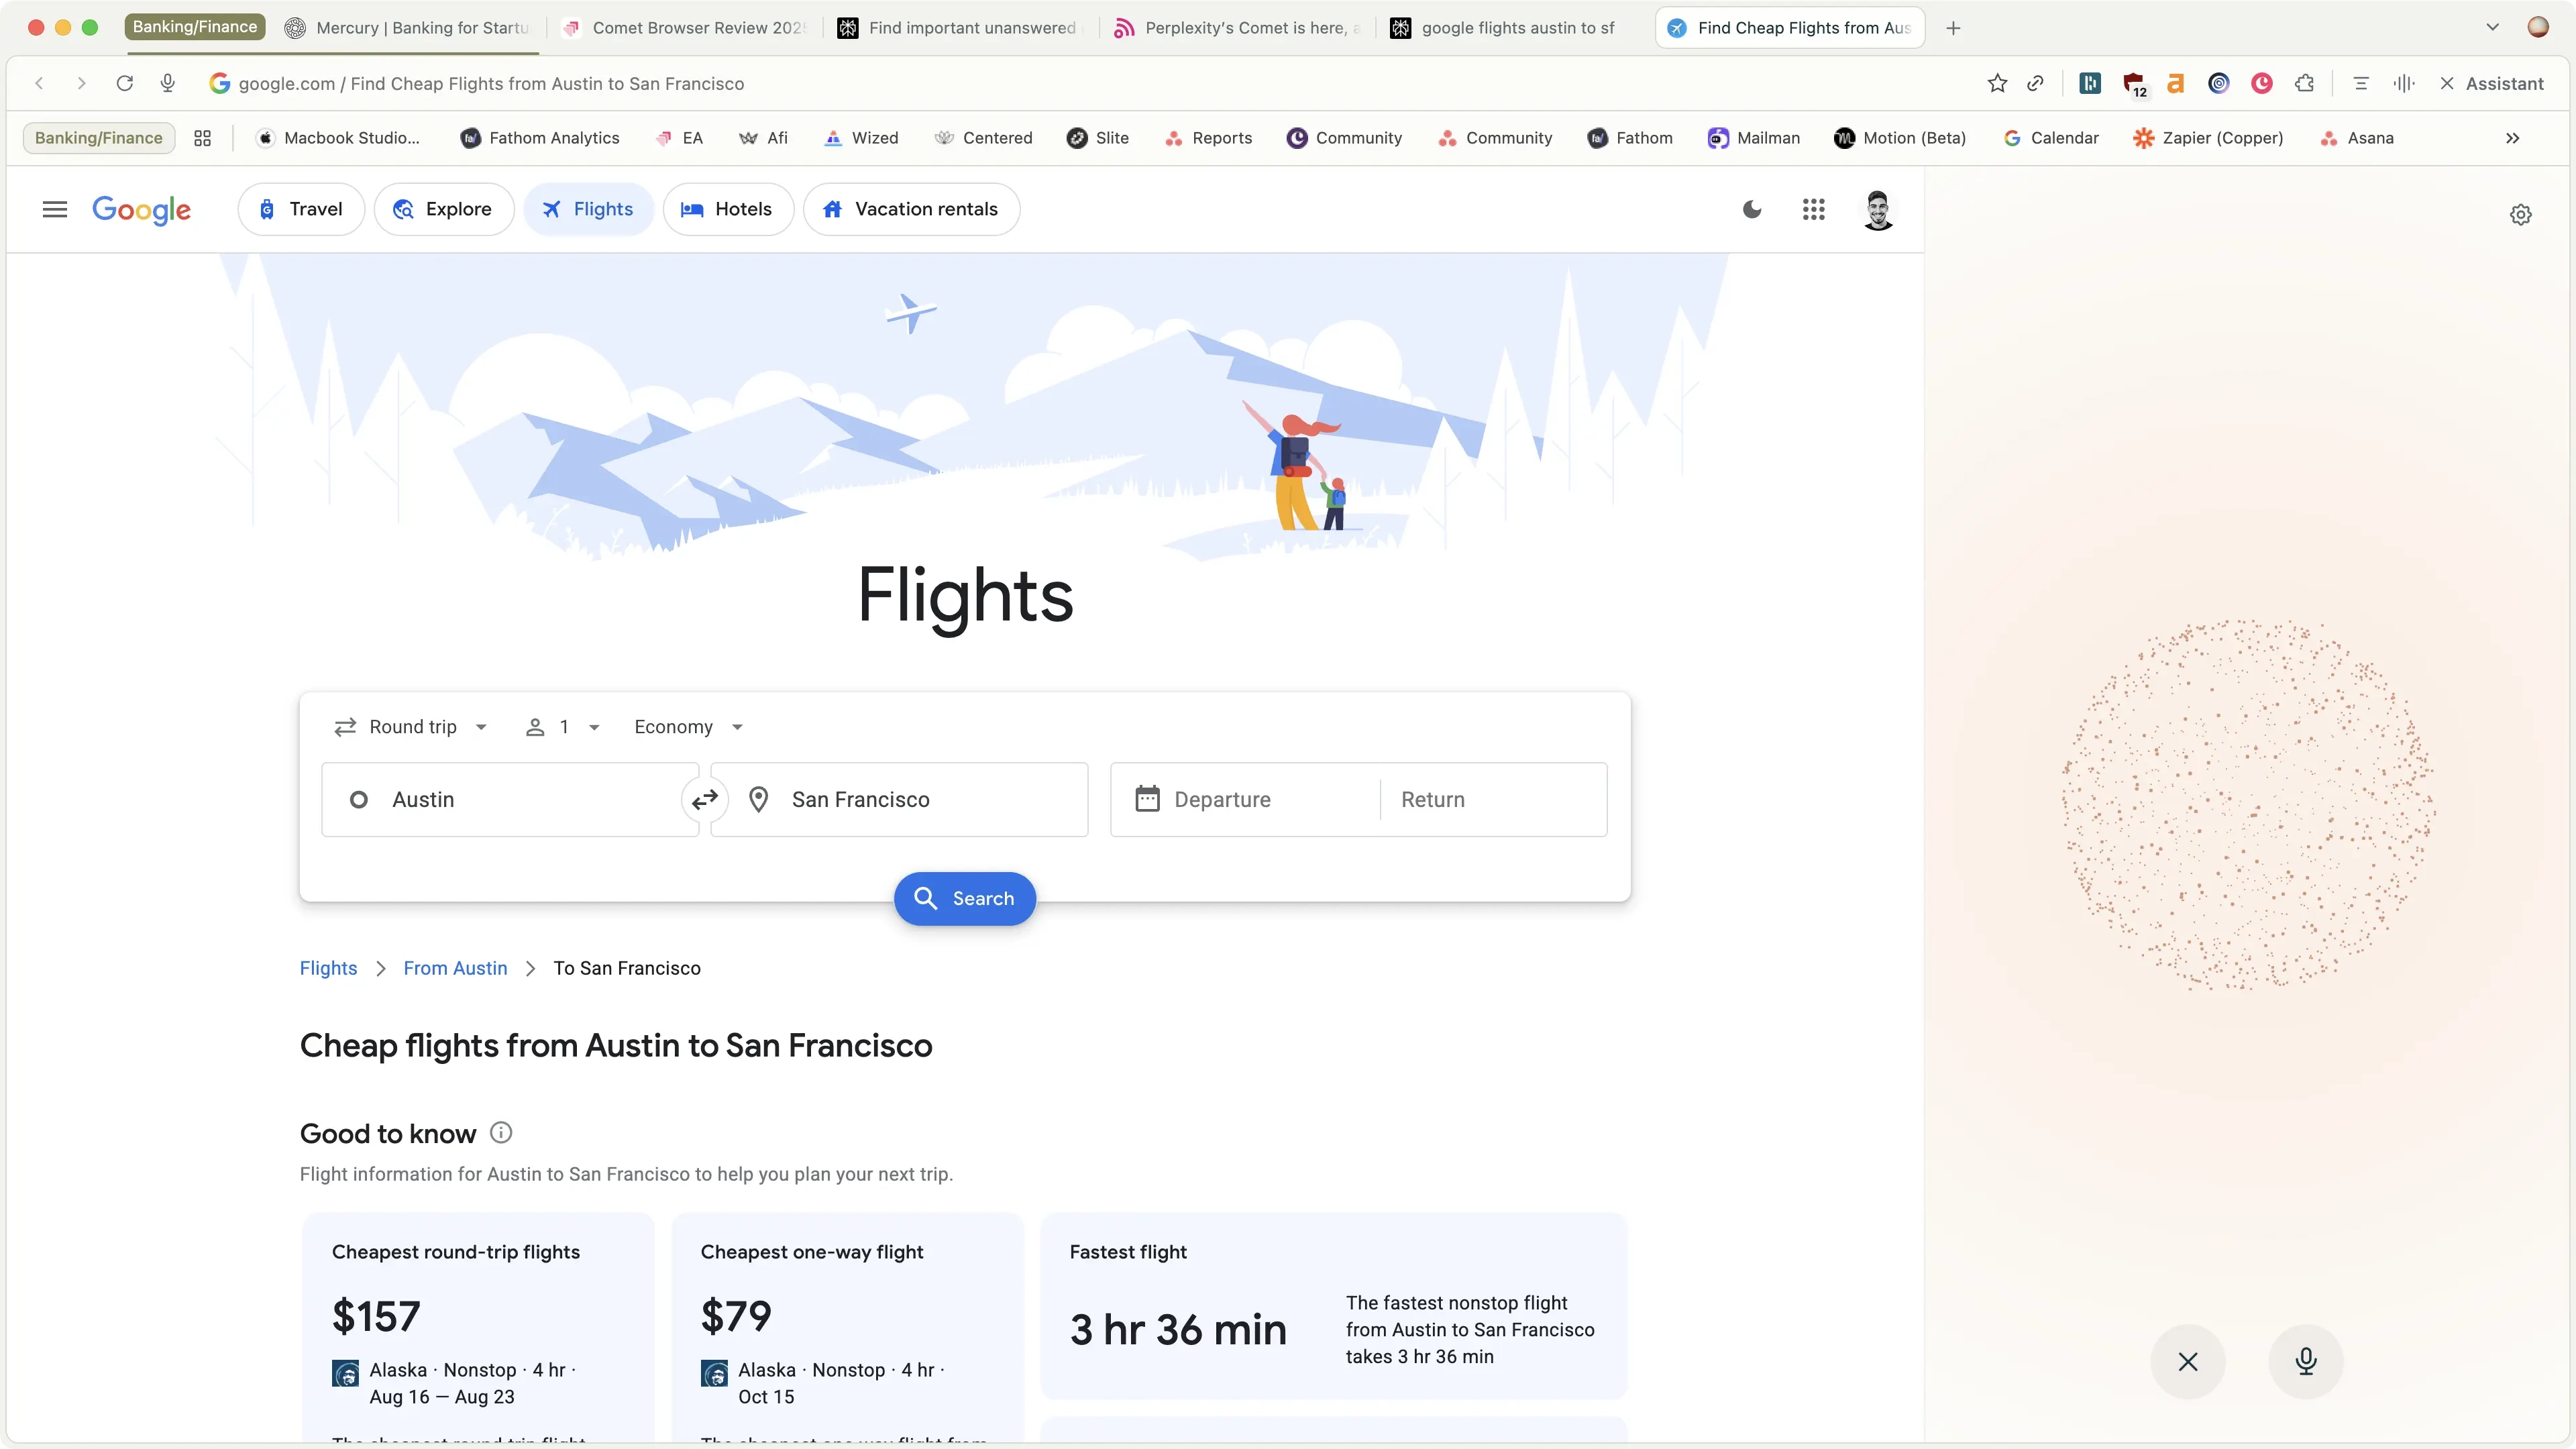 Banking/Finance
Mercury | Banking for Startu
Comet Browser Review 2025
Find important unanswered
Perplexity's Comet is here, a
google flights austin to sf
Find Cheap Flights from Aus
google.com / Find Cheap Flights from Austin to San Francisco
12
Assistant
Banking/Finance
Macbook Studio...
Fathom Analytics
EA
Afi
Wized
Centered
Slite
Reports
Community
Community
Fathom
Mailman
Motion (Beta)
Calendar
Zapier (Copper)
Asana
Google
Travel
Explore
Flights
Hotels
Vacation rentals
Flights
Round trip
1
Economy
Austin
San Francisco
Departure
Return
Search
Flights
From Austin
To San Francisco
Cheap flights from Austin to San Francisco
Good to know
Flight information for Austin to San Francisco to help you plan your next trip.
Cheapest round-trip flights
$157
Alaska · Nonstop · 4 hr ·
Aug 16 — Aug 23
Cheapest one-way flight
$79
Alaska · Nonstop · 4 hr ·
Oct 15
Fastest flight
3 hr 36 min
The fastest nonstop flight
from Austin to San Francisco
takes 3 hr 36 min